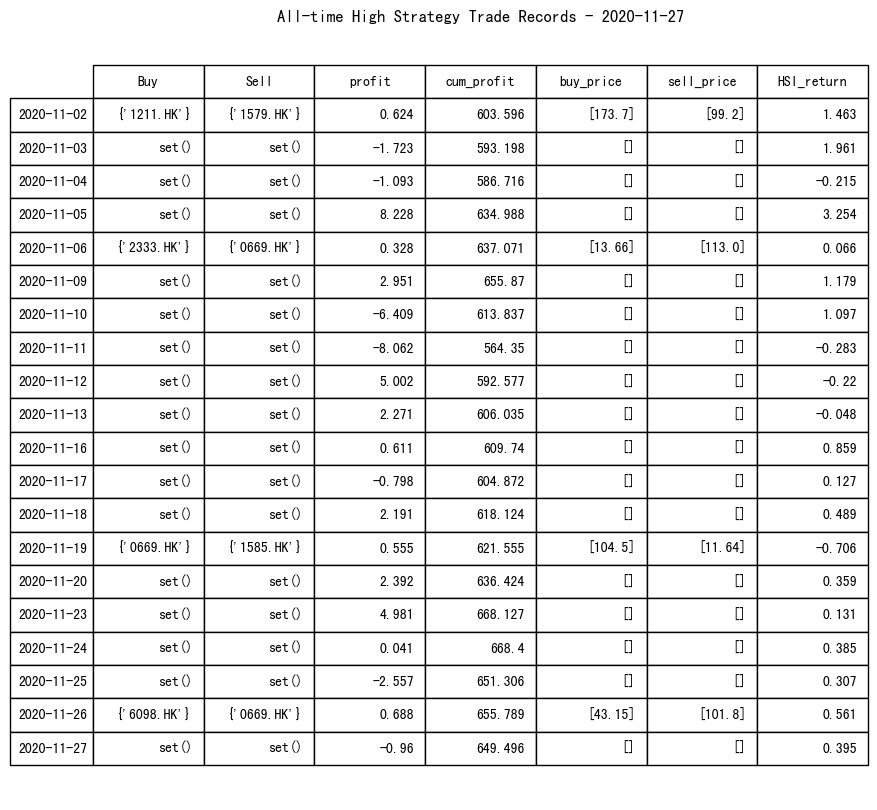 All-time High Strategy Trade Records - 2020-11-27
Buy Sell profit cum_profit buy_price sell_price HSI_return
2020-11-02 {'1211.HK'} {'1579.HK'} 0.624 603.596 [173.7] [99.2] 1.463
2020-11-03 set() set() -1.723 593.198 [] [] 1.961
2020-11-04 set() set() -1.093 586.716 [] [] -0.215
2020-11-05 set() set() 8.228 634.988 [] [] 3.254
2020-11-06 {'2333.HK'} {'0669.HK'} 0.328 637.071 [13.66] [113.0] 0.066
2020-11-09 set() set() 2.951 655.87 [] [] 1.179
2020-11-10 set() set() -6.409 613.837 [] [] 1.097
2020-11-11 set() set() -8.062 564.35 [] [] -0.283
2020-11-12 set() set() 5.002 592.577 [] [] -0.22
2020-11-13 set() set() 2.271 606.035 [] [] -0.048
2020-11-16 set() set() 0.611 609.74 [] [] 0.859
2020-11-17 set() set() -0.798 604.872 [] [] 0.127
2020-11-18 set() set() 2.191 618.124 [] [] 0.489
2020-11-19 {'0669.HK'} {'1585.HK'} 0.555 621.555 [104.5] [11.64] -0.706
2020-11-20 set() set() 2.392 636.424 [] [] 0.359
2020-11-23 set() set() 4.981 668.127 [] [] 0.131
2020-11-24 set() set() 0.041 668.4 [] [] 0.385
2020-11-25 set() set() -2.557 651.306 [] [] 0.307
2020-11-26 {'6098.HK'} {'0669.HK'} 0.688 655.789 [43.15] [101.8] 0.561
2020-11-27 set() set() -0.96 649.496 [] [] 0.395